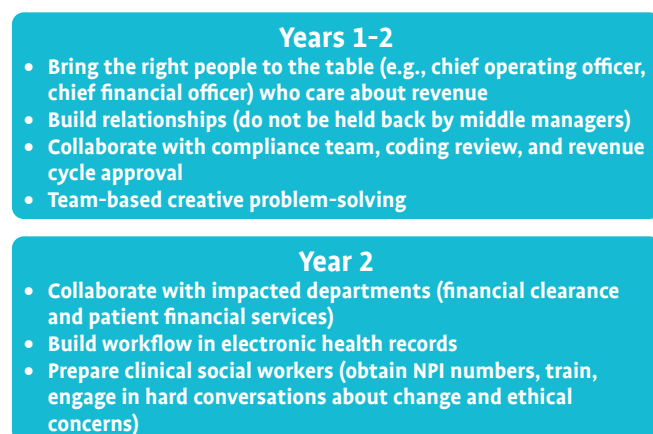 Years 1-2
• Bring the right people to the table (e.g., chief operating officer,
chief financial officer) who care about revenue
• Build relationships (do not be held back by middle managers)
• Collaborate with compliance team, coding review, and revenue
cycle approval
• Team-based creative problem-solving
Year 2
• Collaborate with impacted departments (financial clearance
and patient financial services)
• Build workflow in electronic health records
• Prepare clinical social workers (obtain NPI numbers, train,
engage in hard conversations about change and ethical
concerns)